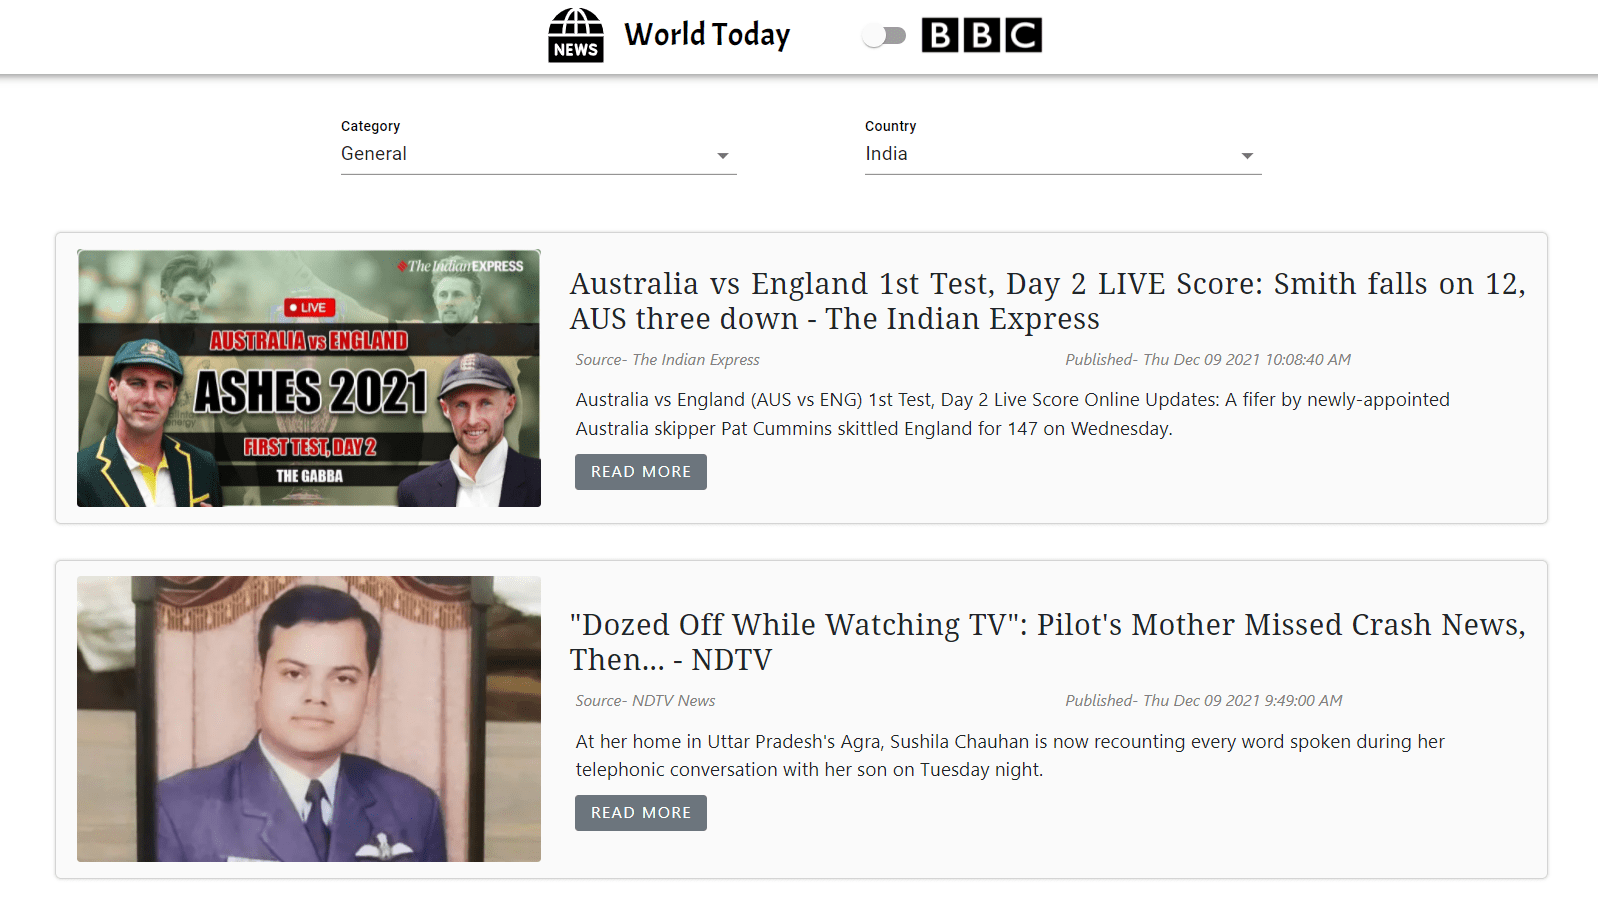 NEWS
World Today
BBC
Category
General
Country
India
The Indian EXPRESS
LIVE
AUSTRALIA vs ENGLAND
ASHES 2021
FIRST TEST, DAY 2
THE GABBA
Australia vs England 1st Test, Day 2 LIVE Score: Smith falls on 12,
AUS three down - The Indian Express
Source- The Indian Express
Published- Thu Dec 09 2021 10:08:40 AM
Australia vs England (AUS vs ENG) 1st Test, Day 2 Live Score Online Updates: A fifer by newly-appointed
Australia skipper Pat Cummins skittled England for 147 on Wednesday.
READ MORE
"Dozed Off While Watching TV": Pilot's Mother Missed Crash News,
Then... - NDTV
Source- NDTV News
Published- Thu Dec 09 2021 9:49:00 AM
At her home in Uttar Pradesh's Agra, Sushila Chauhan is now recounting every word spoken during her
telephonic conversation with her son on Tuesday night.
READ MORE